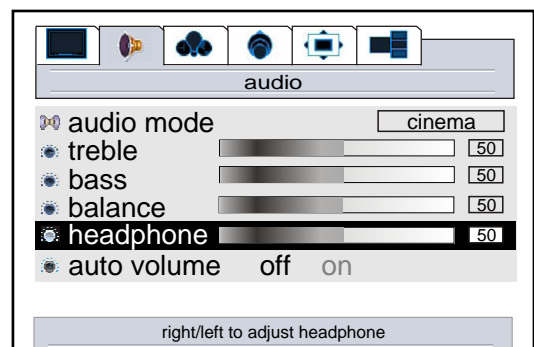 audio
audio mode cinema
treble 50
bass 50
balance 50
headphone 50
auto volume off on
right/left to adjust headphone